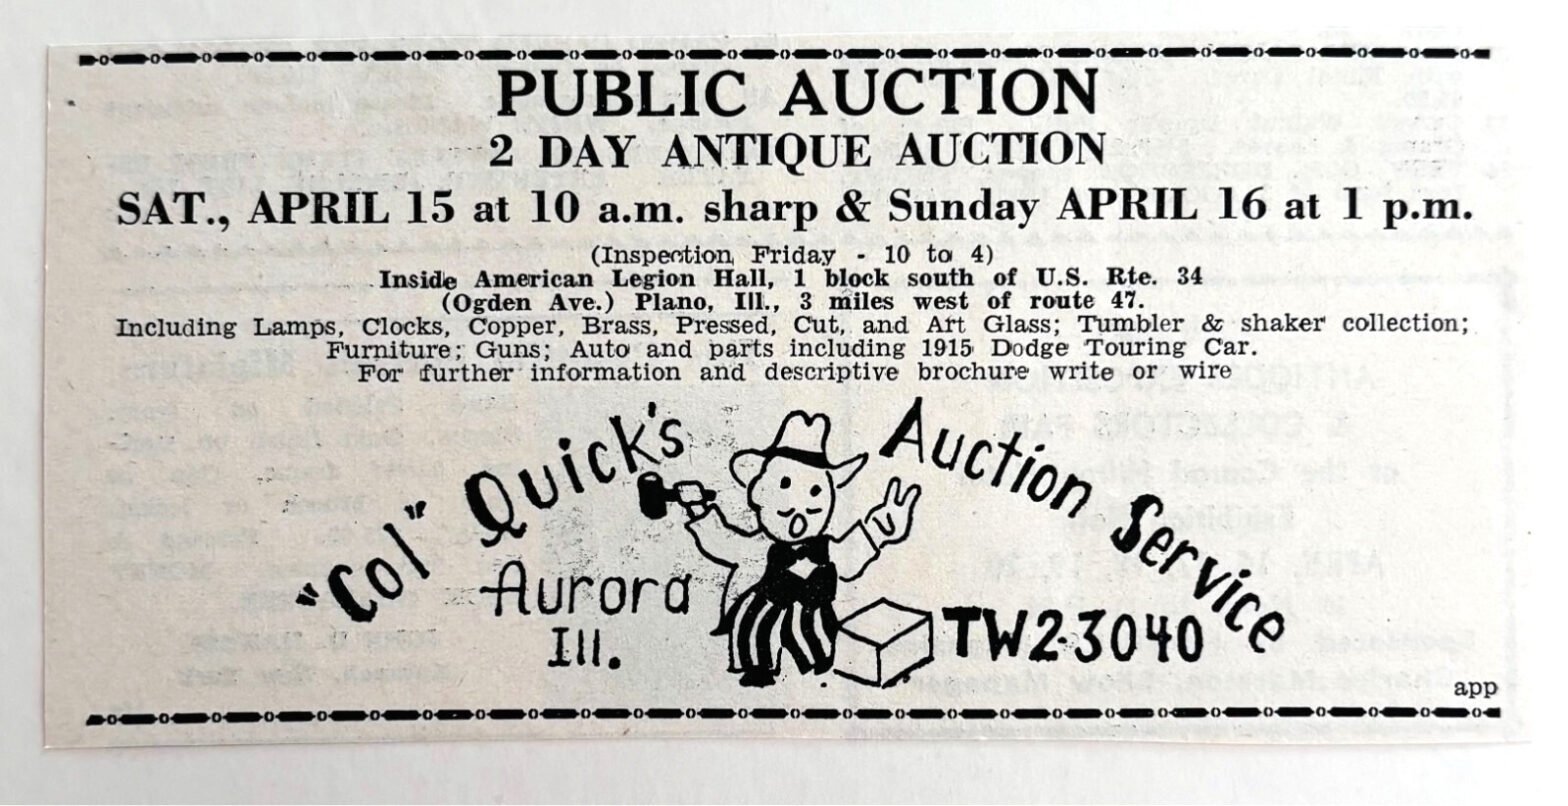 PUBLIC AUCTION
2 DAY ANTIQUE AUCTION
SAT., APRIL 15 at 10 a.m. sharp & Sunday APRIL 16 at 1 p.m.
(Inspection Friday - 10 to 4)
Inside American Legion Hall, 1 block south of U.S. Rte. 34
(Ogden Ave.) Plano, Ill., 3 miles west of route 47.
Including Lamps, Clocks, Copper, Brass, Pressed, Cut, and Art Glass; Tumbler & shaker collection;
Furniture; Guns; Auto and parts including 1915 Dodge Touring Car.
For further information and descriptive brochure write or wire
"Col" Quick's Auction Service
Aurora
Ill.
TW2-3040
app